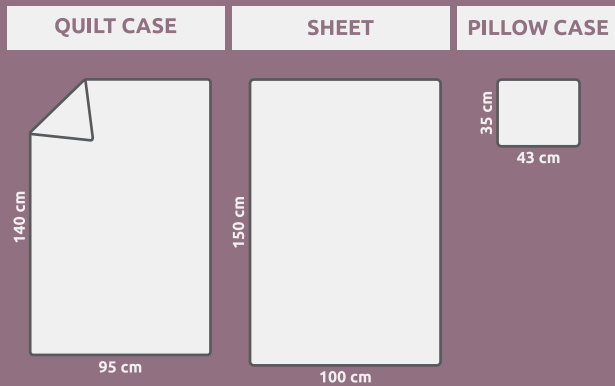 QUILT CASE
SHEET
PILLOW CASE
140 cm
95 cm
150 cm
100 cm
35 cm
43 cm